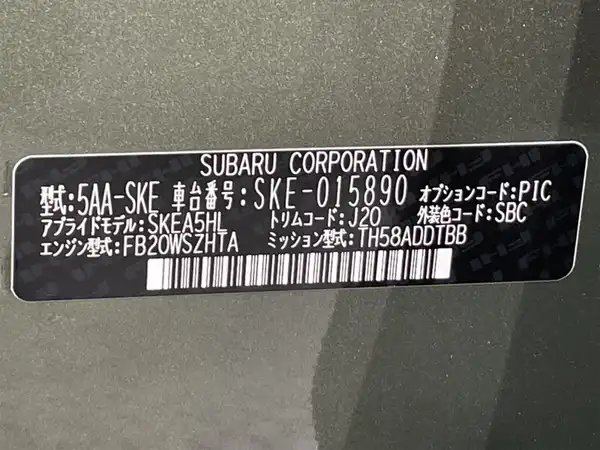 SUBARU CORPORATION
型式:5AA-SKE 車台番号:SKE-015890 オプションコード:PIC
アプライドモデル:SKEA5HL トリムコード:J20 外装色コード:SBC
エンジン型式:FB20WSZHTA ミッション型式:TH58ADDTBB